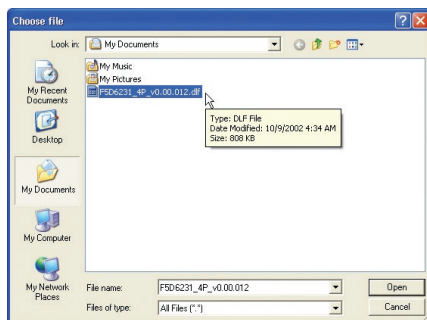 Choose file
Look in:
My Documents
My Recent
Documents
Desktop
My Documents
My Computer
My Network
Places
My Music
My Pictures
F5D6231_4P_v0.00.012.dlf
Type: DLF File
Date Modified: 10/9/2002 4:34 AM
Size: 808 KB
File name:
F5D6231_4P_v0.00.012
Open
Files of type:
All Files (*.*)
Cancel